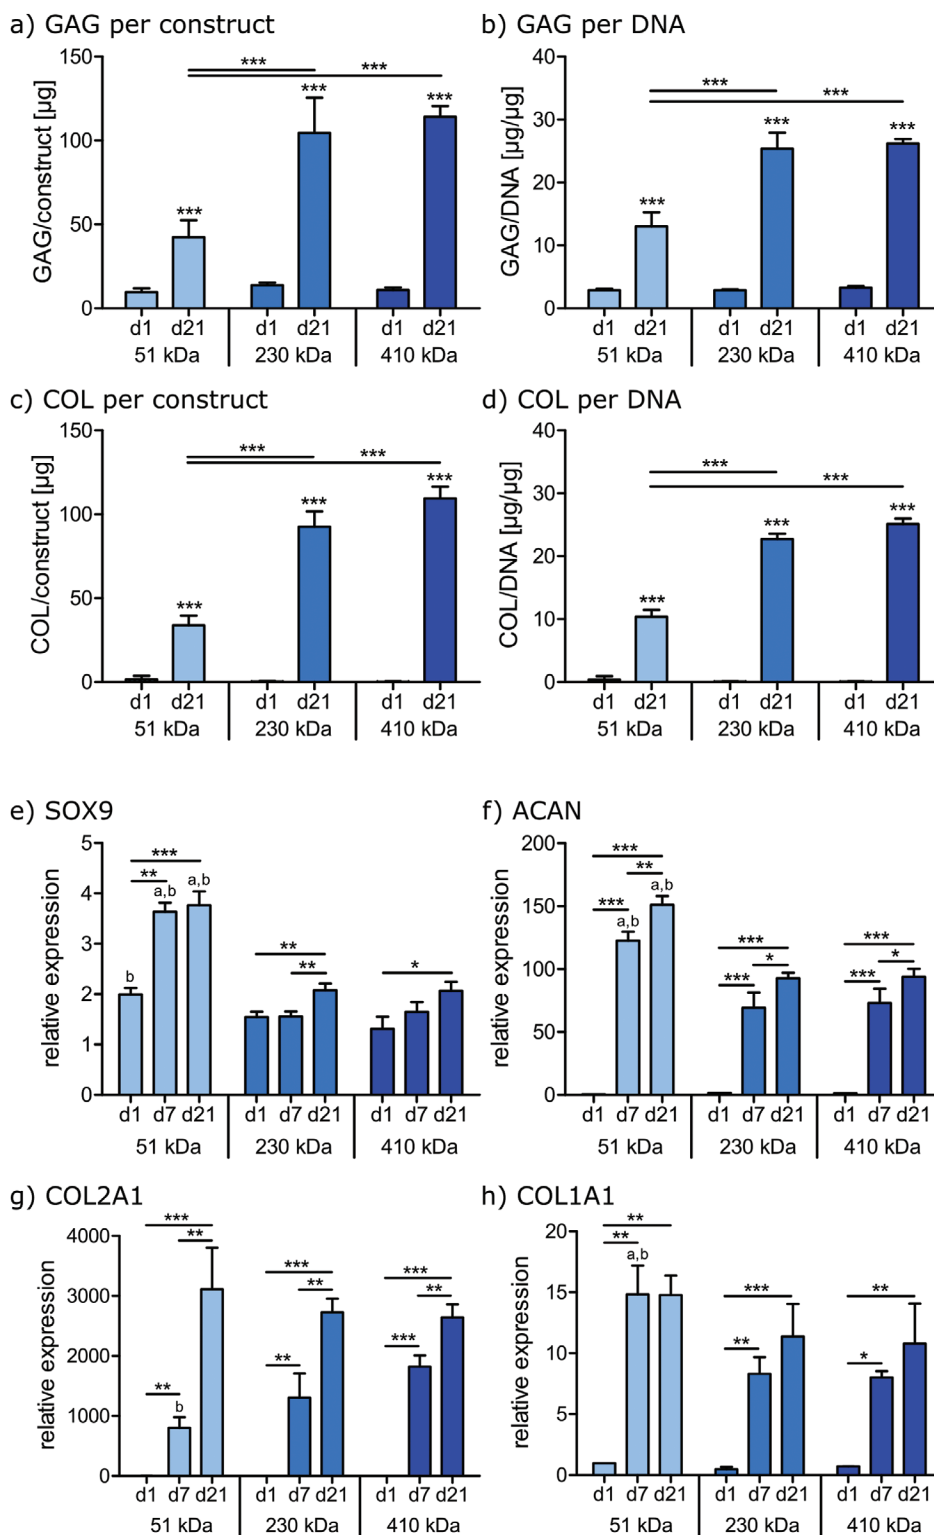 a) GAG per construct
GAG/construct [µg]
150
100
50
0
***
***
***
***
***
d1 d21 d1 d21 d1 d21
51 kDa 230 kDa 410 kDa
b) GAG per DNA
GAG/DNA [µg/µg]
40
30
20
10
0
***
***
***
***
***
d1 d21 d1 d21 d1 d21
51 kDa 230 kDa 410 kDa
c) COL per construct
COL/construct [µg]
150
100
50
0
***
***
***
***
***
d1 d21 d1 d21 d1 d21
51 kDa 230 kDa 410 kDa
d) COL per DNA
COL/DNA [µg/µg]
40
30
20
10
0
***
***
***
***
***
d1 d21 d1 d21 d1 d21
51 kDa 230 kDa 410 kDa
e) SOX9
relative expression
5
4
3
2
1
0
***
**
a,b a,b
b
**
**
*
d1 d7 d21 d1 d7 d21 d1 d7 d21
51 kDa 230 kDa 410 kDa
f) ACAN
relative expression
200
150
100
50
0
***
**
*** a,b
a,b
***
*
***
***
*
***
d1 d7 d21 d1 d7 d21 d1 d7 d21
51 kDa 230 kDa 410 kDa
g) COL2A1
relative expression
4000
3000
2000
1000
0
***
**
**
b
***
**
**
***
**
***
d1 d7 d21 d1 d7 d21 d1 d7 d21
51 kDa 230 kDa 410 kDa
h) COL1A1
relative expression
20
15
10
5
0
**
**
a,b
***
**
**
*
d1 d7 d21 d1 d7 d21 d1 d7 d21
51 kDa 230 kDa 410 kDa